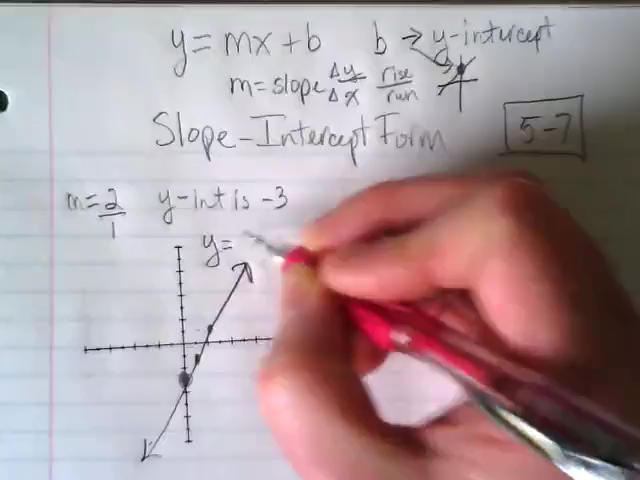 y = mx + b b → y-intercept
m = slope Δy/Δx rise/run
Slope-Intercept Form 5-7
m = 2/1 y-int is -3
y =